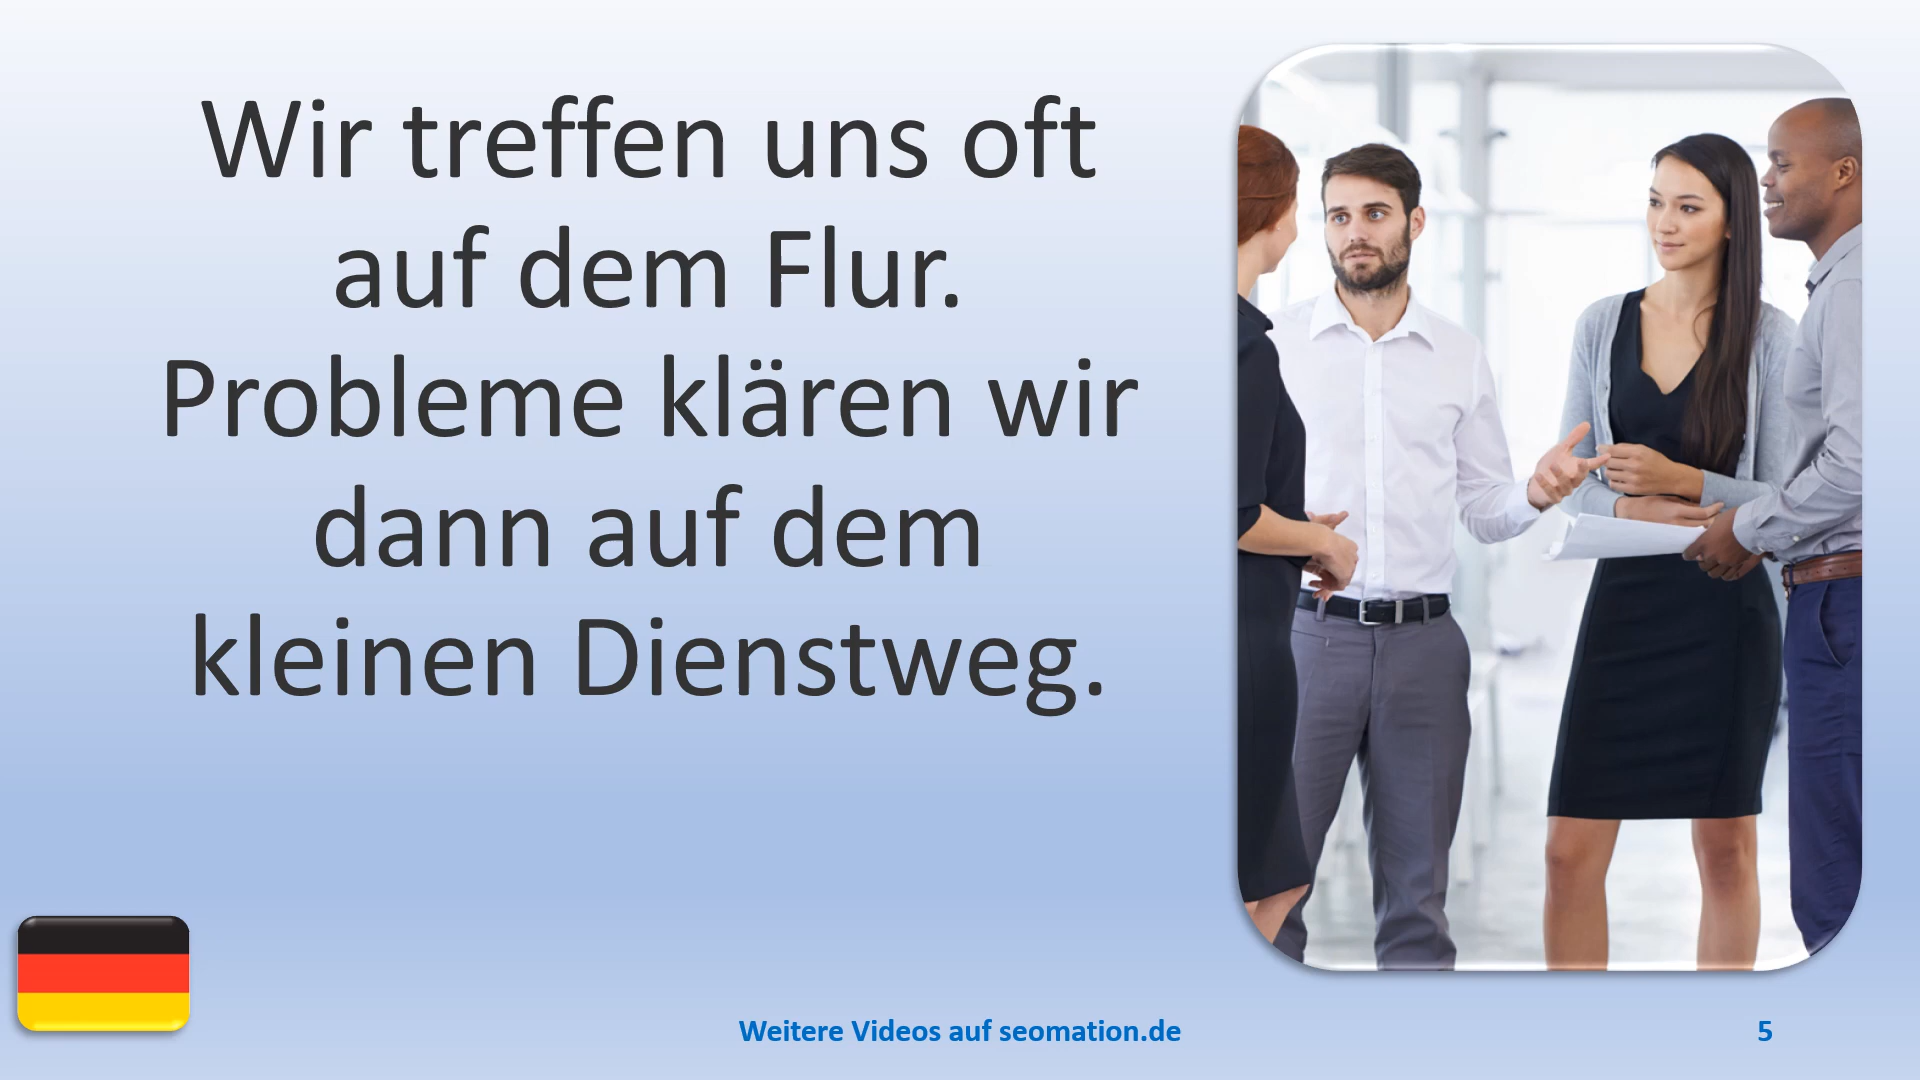 Wir treffen uns oft
auf dem Flur.
Probleme klären wir
dann auf dem
kleinen Dienstweg.
Weitere Videos auf seomation.de
5